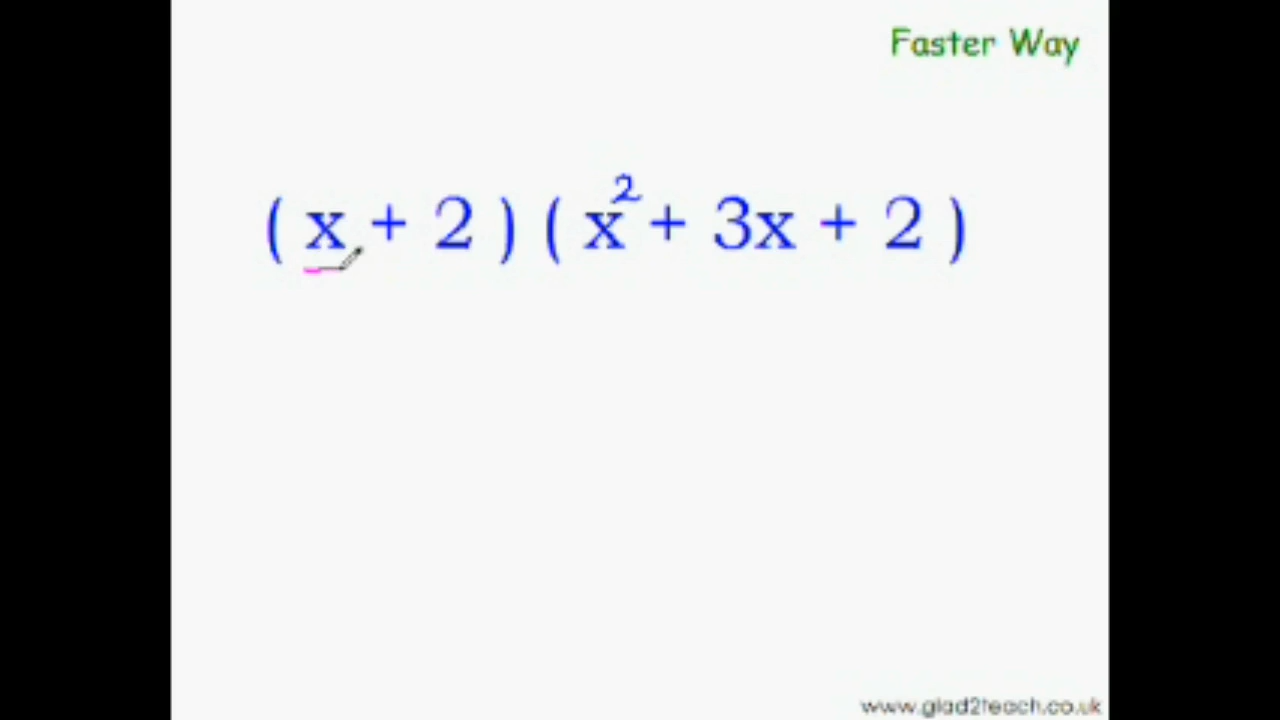 Faster Way
( x + 2 ) ( x² + 3x + 2 )
www.glad2teach.co.uk